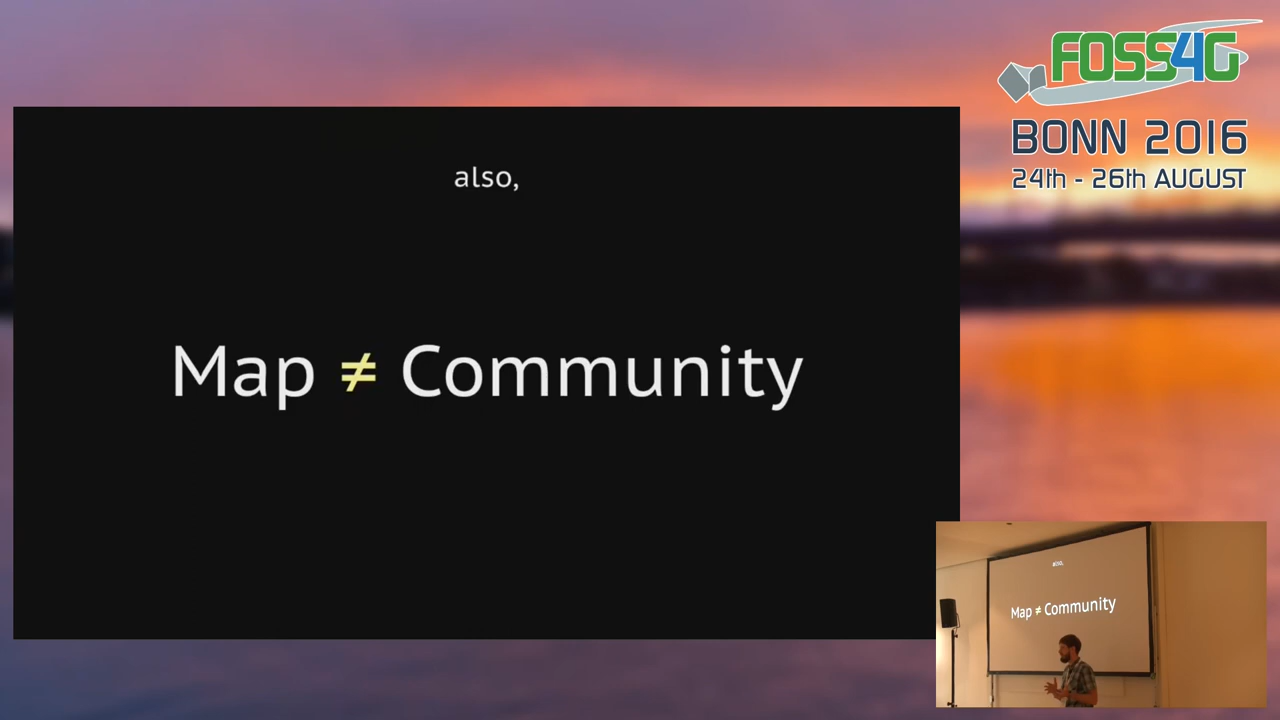 also,
Map ≠ Community
FOSS4G
BONN 2016
24th - 26th AUGUST
also,
Map ≠ Community